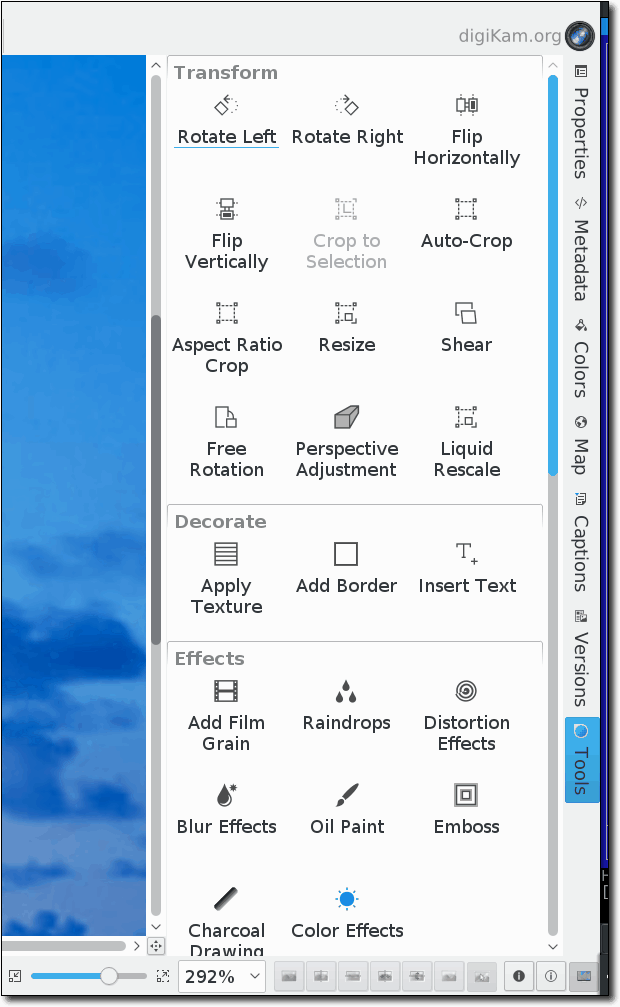 digiKam.org
Transform
Rotate Left
Rotate Right
Flip
Horizontally
Flip
Vertically
Crop to
Selection
Auto-Crop
Aspect Ratio
Crop
Resize
Shear
Free
Rotation
Perspective
Adjustment
Liquid
Rescale
Decorate
Apply
Texture
Add Border
Insert Text
Effects
Add Film
Grain
Raindrops
Distortion
Effects
Blur Effects
Oil Paint
Emboss
Charcoal
Drawing
Color Effects
Properties
Metadata
Colors
Map
Captions
Versions
Tools
292%